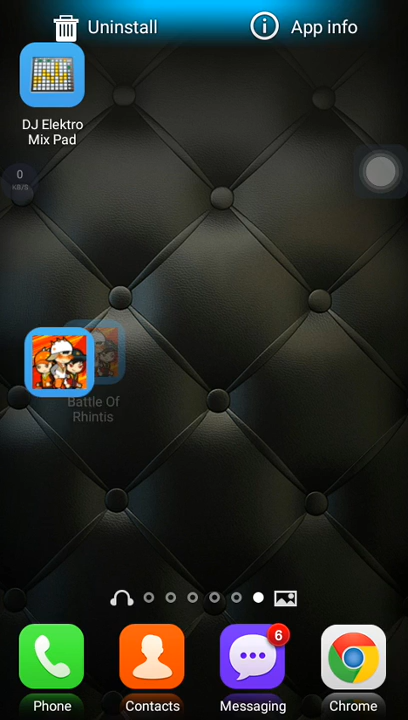 Uninstall
App info
DJ Elektro
Mix Pad
0
KB/S
Battle Of
Rhintis
6
Phone
Contacts
Messaging
Chrome